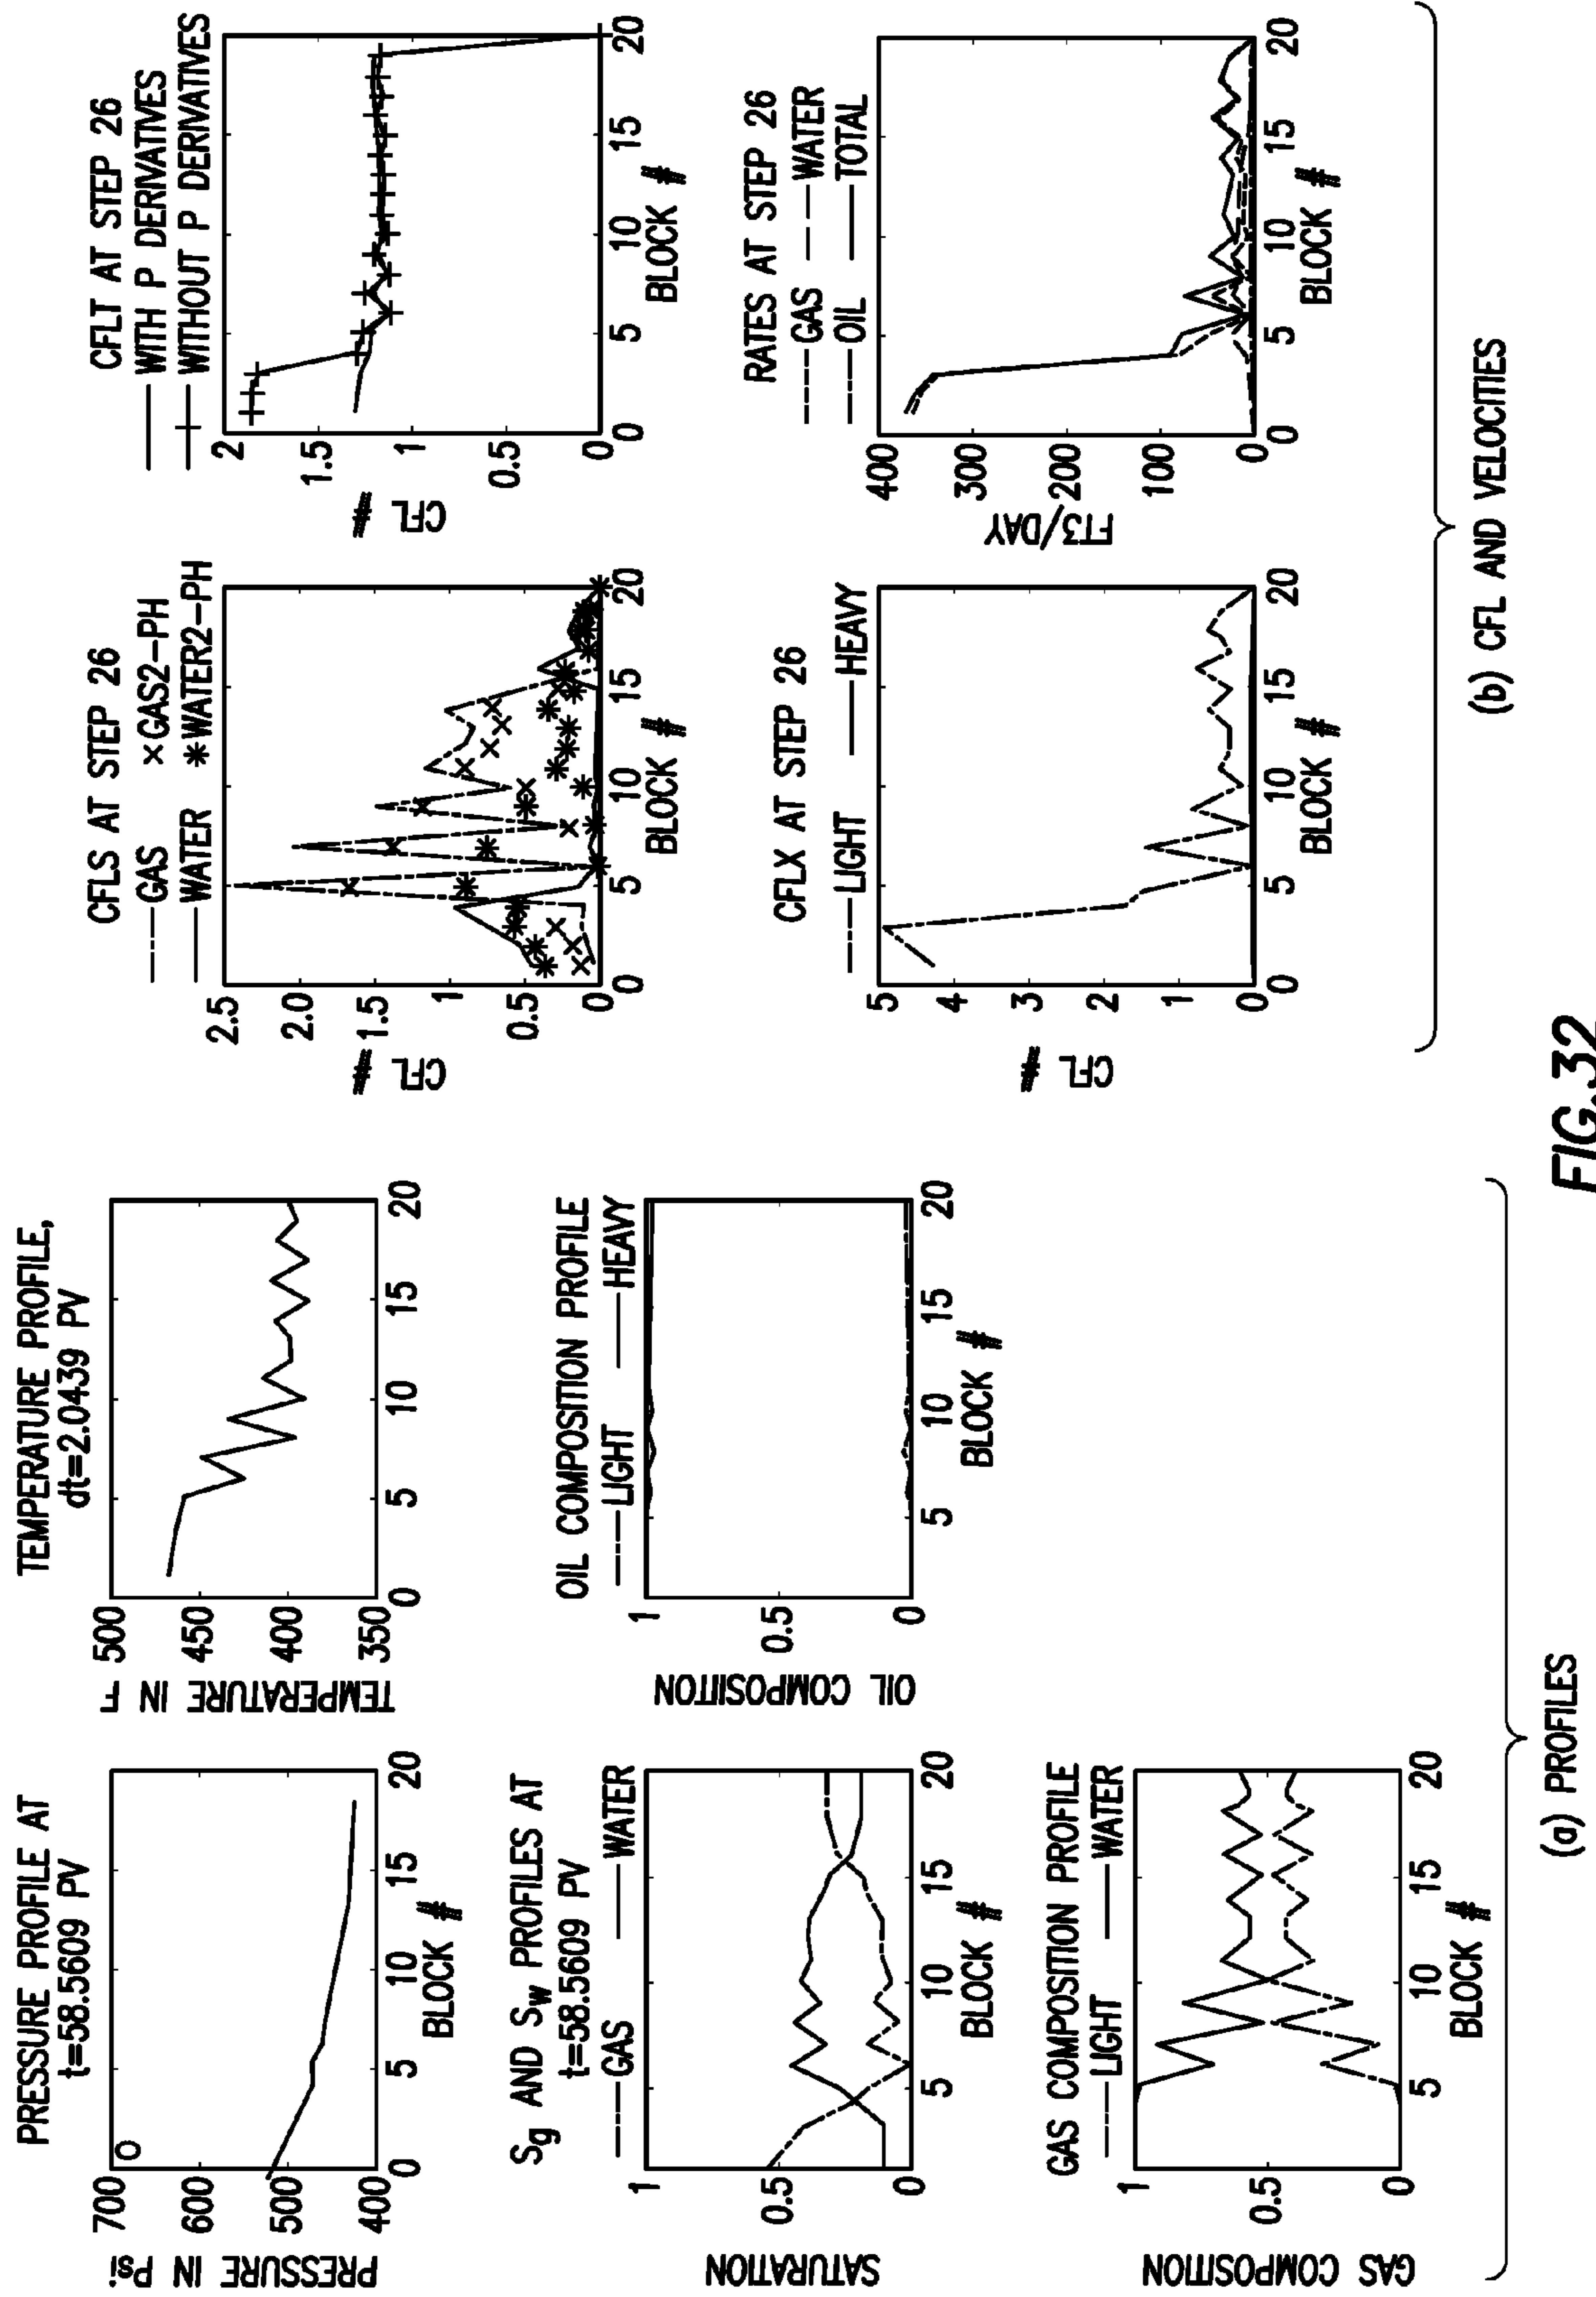 PRESSURE PROFILE AT
t=58.5609 PV
700
600
500
400
O
0
5
10
15
20
PRESSURE IN Psi
BLOCK #
TEMPERATURE PROFILE,
dt=2.0439 PV
500
450
400
350
0
5
10
15
20
TEMPERATURE IN F
Sg AND Sw PROFILES AT
t=58.5609 PV
GAS WATER
1
0.5
0
5
10
15
20
SATURATION
BLOCK #
OIL COMPOSITION PROFILE
LIGHT HEAVY
1
0.5
0
5
10
15
20
OIL COMPOSITION
BLOCK #
GAS COMPOSITION PROFILE
LIGHT WATER
1
0.5
0
5
10
15
20
GAS COMPOSITION
BLOCK #
(a) PROFILES
CFLS AT STEP 26
GAS ×GAS2-PH
WATER *WATER2-PH
2.5
2.0
1.5
1
0.5
0
0
5
10
15
20
CFL #
BLOCK #
CFLT AT STEP 26
WITH P DERIVATIVES
WITHOUT P DERIVATIVES
2
1.5
1
0.5
0
0
5
10
15
20
CFL #
BLOCK #
CFLX AT STEP 26
LIGHT HEAVY
5
4
3
2
1
0
0
5
10
15
20
CFL #
BLOCK #
RATES AT STEP 26
GAS WATER
OIL TOTAL
400
300
200
100
0
0
5
10
15
20
FT3/DAY
BLOCK #
(b) CFL AND VELOCITIES
FIG.32